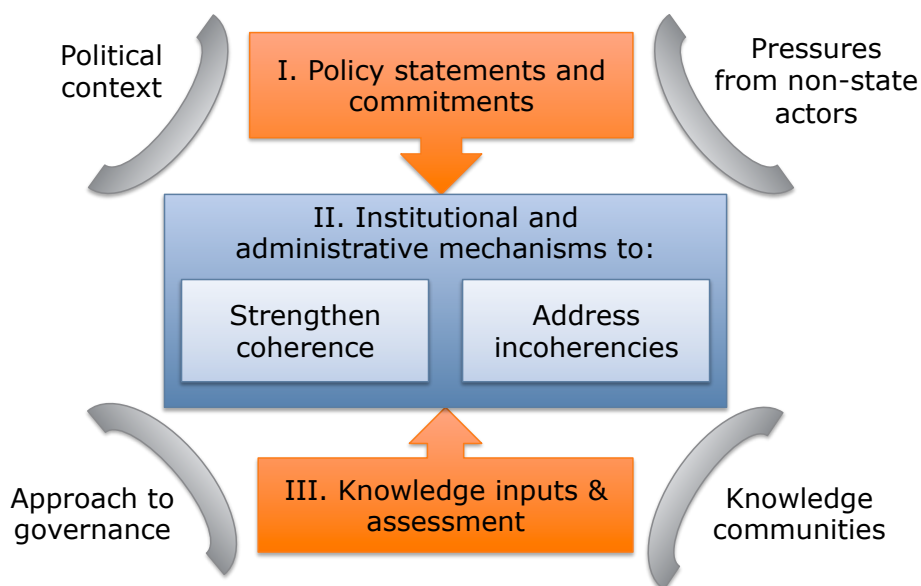 Political
context
I. Policy statements and
commitments
Pressures
from non-state
actors
II. Institutional and
administrative mechanisms to:
Strengthen
coherence
Address
incoherencies
Approach to
governance
III. Knowledge inputs &
assessment
Knowledge
communities